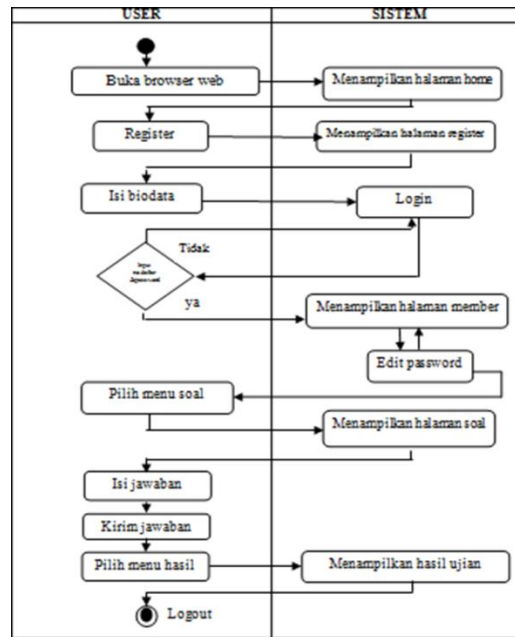 USER
SISTEM
Buka browser web
Menampilkan halaman home
Register
Menampilkan halaman register
Isi biodata
Login
Tidak
ya
Menampilkan halaman member
Edit password
Pilih menu soal
Menampilkan halaman soal
Isi jawaban
Kirim jawaban
Pilih menu hasil
Menampilkan hasil ujian
Logout